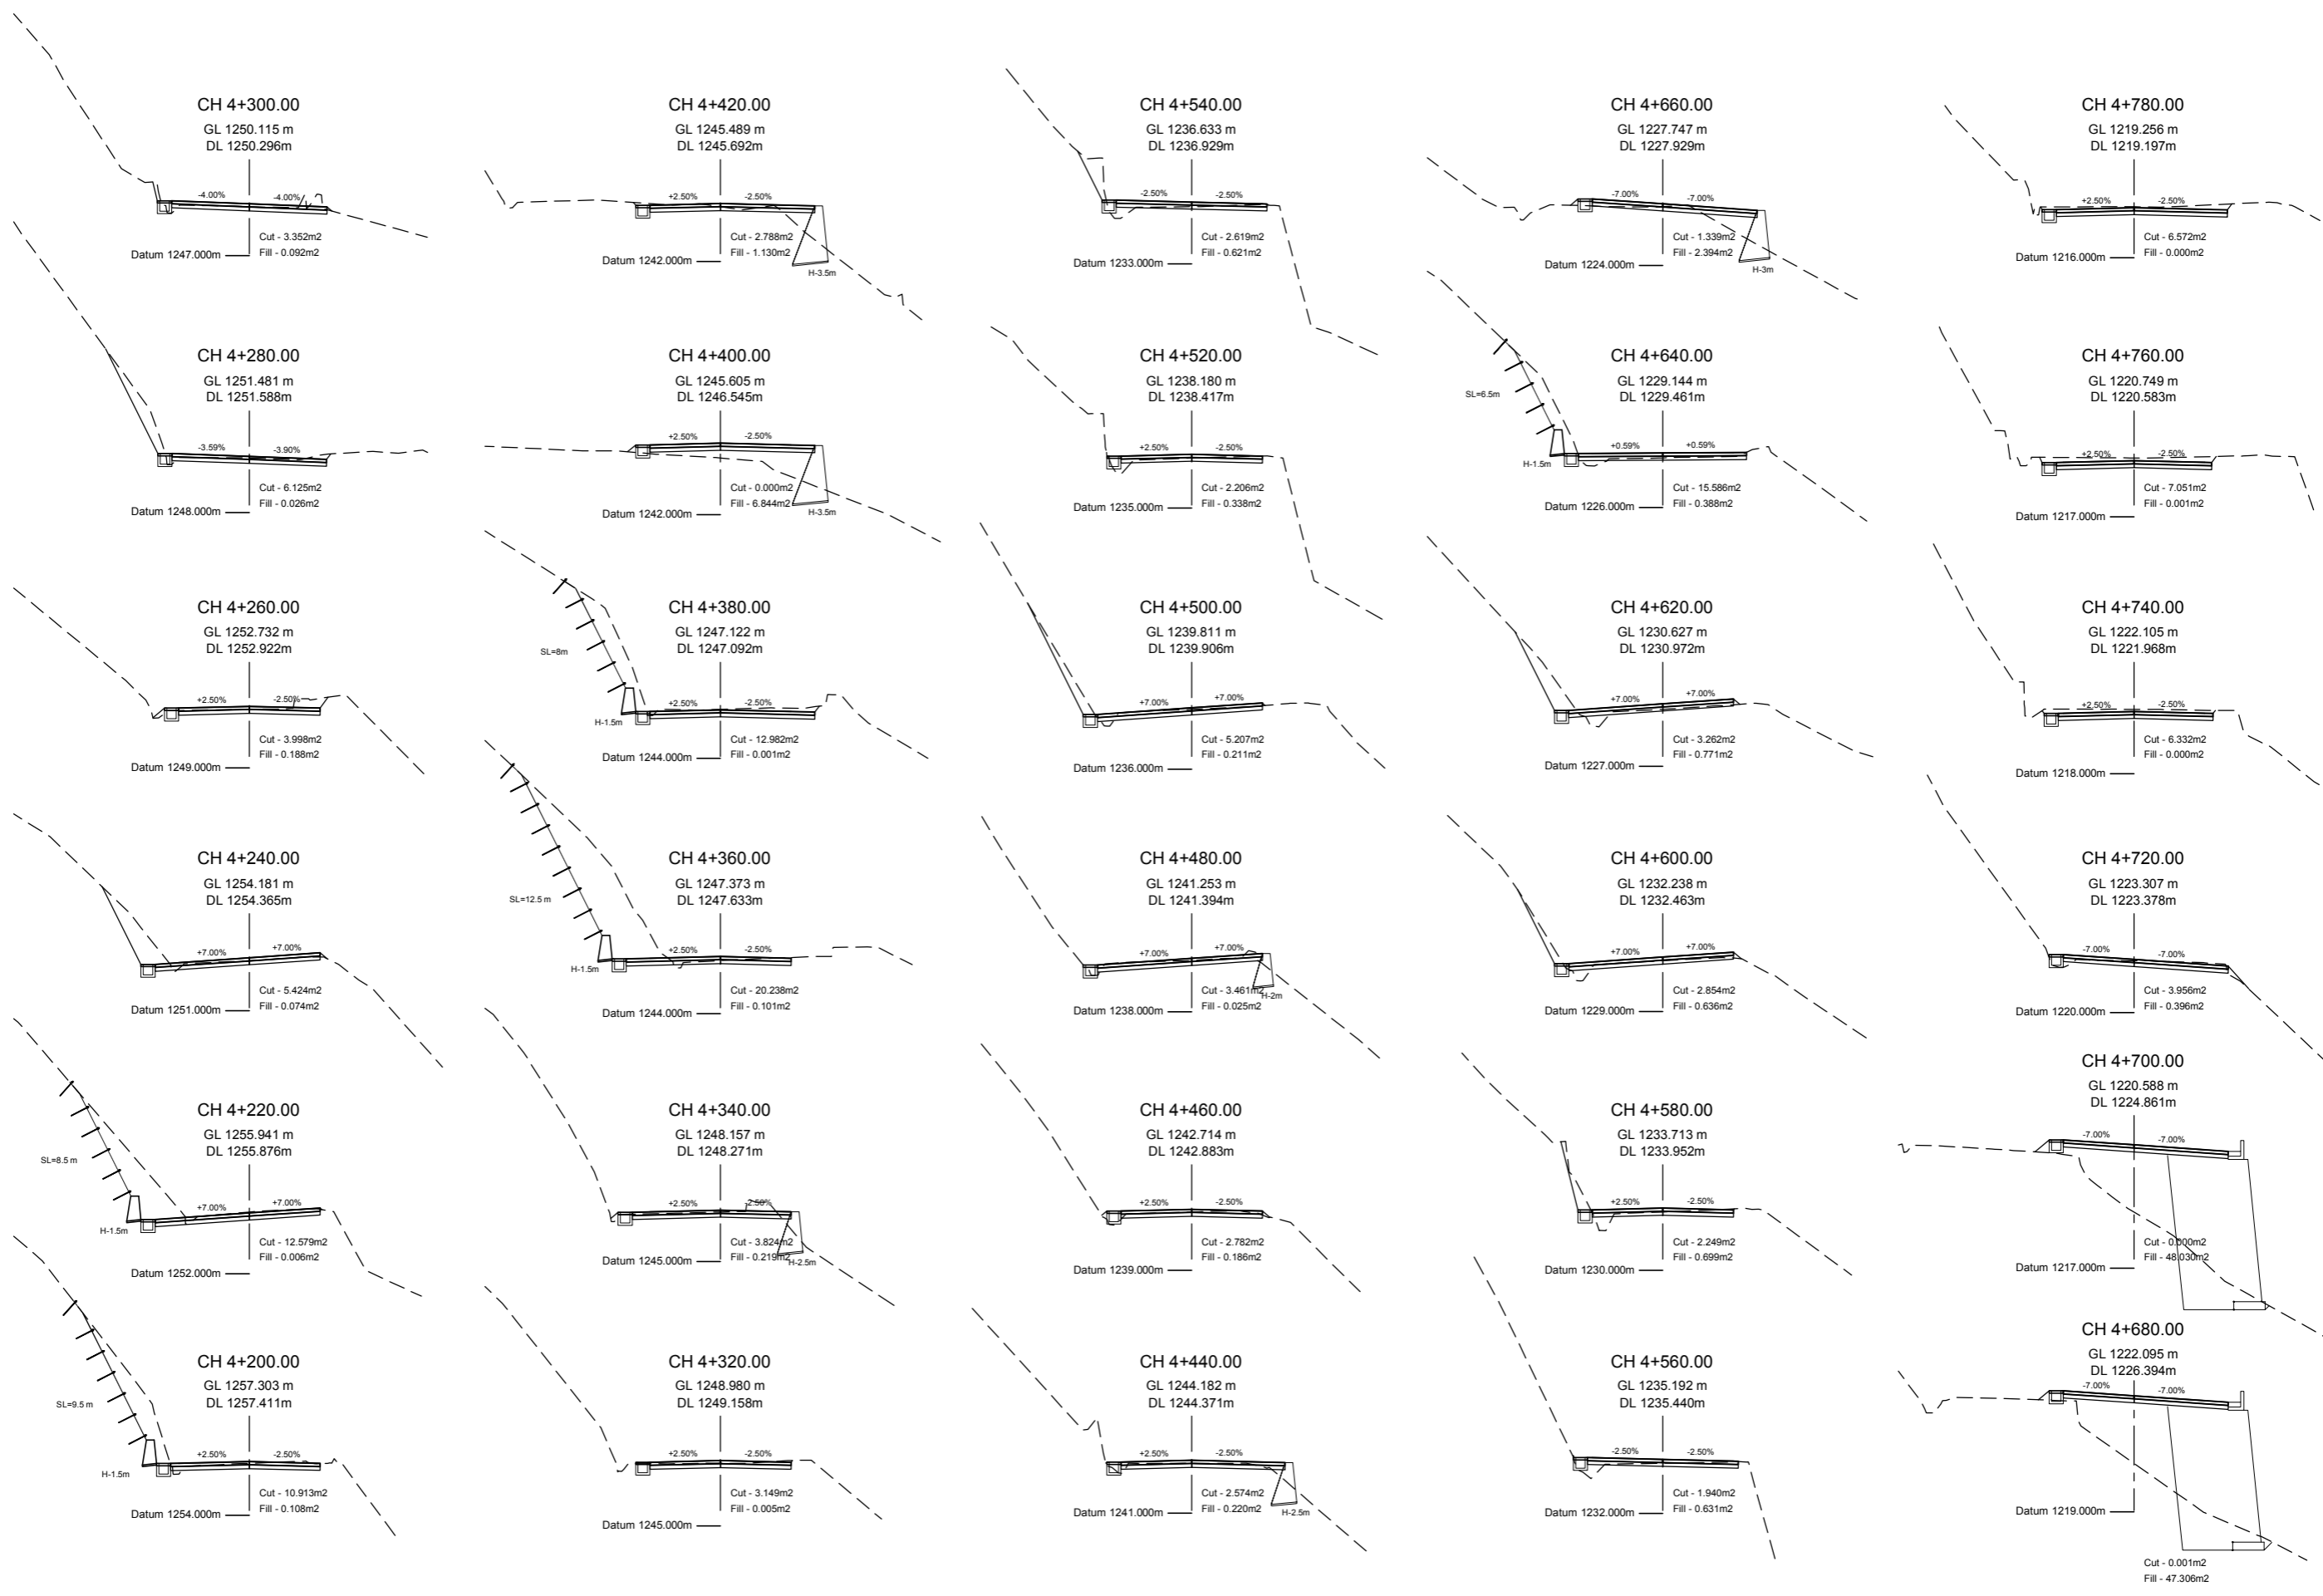 CH 4+300.00
GL 1250.115 m
DL 1250.296m
-4.00%
-4.00%
Cut - 3.352m2
Fill - 0.092m2
Datum 1247.000m
CH 4+280.00
GL 1251.481 m
DL 1251.588m
-3.59%
-3.90%
Cut - 6.125m2
Fill - 0.026m2
Datum 1248.000m
CH 4+260.00
GL 1252.732 m
DL 1252.922m
+2.50%
-2.50%
Cut - 3.998m2
Fill - 0.188m2
Datum 1249.000m
CH 4+240.00
GL 1254.181 m
DL 1254.365m
+7.00%
+7.00%
Cut - 5.424m2
Fill - 0.074m2
Datum 1251.000m
CH 4+220.00
GL 1255.941 m
DL 1255.876m
SL=8.5 m
+7.00%
+7.00%
H-1.5m
Cut - 12.579m2
Fill - 0.006m2
Datum 1252.000m
CH 4+200.00
GL 1257.303 m
DL 1257.411m
SL=9.5 m
+2.50%
-2.50%
H-1.5m
Cut - 10.913m2
Fill - 0.108m2
Datum 1254.000m
CH 4+420.00
GL 1245.489 m
DL 1245.692m
+2.50%
-2.50%
Cut - 2.788m2
Fill - 1.130m2
Datum 1242.000m
H-3.5m
CH 4+400.00
GL 1245.605 m
DL 1246.545m
+2.50%
-2.50%
Cut - 0.000m2
Fill - 6.844m2
Datum 1242.000m
H-3.5m
CH 4+380.00
GL 1247.122 m
DL 1247.092m
SL=8m
+2.50%
-2.50%
H-1.5m
Cut - 12.982m2
Fill - 0.001m2
Datum 1244.000m
CH 4+360.00
GL 1247.373 m
DL 1247.633m
SL=12.5 m
+2.50%
-2.50%
H-1.5m
Cut - 20.238m2
Fill - 0.101m2
Datum 1244.000m
CH 4+340.00
GL 1248.157 m
DL 1248.271m
+2.50%
-2.50%
Cut - 3.824m2
Fill - 0.219m2
Datum 1245.000m
H-2.5m
CH 4+320.00
GL 1248.980 m
DL 1249.158m
+2.50%
-2.50%
Cut - 3.149m2
Fill - 0.005m2
Datum 1245.000m
CH 4+540.00
GL 1236.633 m
DL 1236.929m
-2.50%
-2.50%
Cut - 2.619m2
Fill - 0.621m2
Datum 1233.000m
CH 4+520.00
GL 1238.180 m
DL 1238.417m
+2.50%
-2.50%
Cut - 2.206m2
Fill - 0.338m2
Datum 1235.000m
CH 4+500.00
GL 1239.811 m
DL 1239.906m
+7.00%
+7.00%
Cut - 5.207m2
Fill - 0.211m2
Datum 1236.000m
CH 4+480.00
GL 1241.253 m
DL 1241.394m
+7.00%
+7.00%
Cut - 3.461m2
H-2m
Fill - 0.025m2
Datum 1238.000m
CH 4+460.00
GL 1242.714 m
DL 1242.883m
+2.50%
-2.50%
Cut - 2.782m2
Fill - 0.186m2
Datum 1239.000m
CH 4+440.00
GL 1244.182 m
DL 1244.371m
+2.50%
-2.50%
Cut - 2.574m2
Fill - 0.220m2
Datum 1241.000m
H-2.5m
CH 4+660.00
GL 1227.747 m
DL 1227.929m
-7.00%
-7.00%
Cut - 1.339m2
Fill - 2.394m2
Datum 1224.000m
H-3m
CH 4+640.00
GL 1229.144 m
DL 1229.461m
SL=6.5m
+0.59%
+0.59%
H-1.5m
Cut - 15.586m2
Fill - 0.388m2
Datum 1226.000m
CH 4+620.00
GL 1230.627 m
DL 1230.972m
+7.00%
+7.00%
Cut - 3.262m2
Fill - 0.771m2
Datum 1227.000m
CH 4+600.00
GL 1232.238 m
DL 1232.463m
+7.00%
+7.00%
Cut - 2.854m2
Fill - 0.636m2
Datum 1229.000m
CH 4+580.00
GL 1233.713 m
DL 1233.952m
+2.50%
-2.50%
Cut - 2.249m2
Fill - 0.699m2
Datum 1230.000m
CH 4+560.00
GL 1235.192 m
DL 1235.440m
-2.50%
-2.50%
Cut - 1.940m2
Fill - 0.631m2
Datum 1232.000m
CH 4+780.00
GL 1219.256 m
DL 1219.197m
+2.50%
-2.50%
Cut - 6.572m2
Fill - 0.000m2
Datum 1216.000m
CH 4+760.00
GL 1220.749 m
DL 1220.583m
+2.50%
-2.50%
Cut - 7.051m2
Fill - 0.001m2
Datum 1217.000m
CH 4+740.00
GL 1222.105 m
DL 1221.968m
+2.50%
-2.50%
Cut - 6.332m2
Fill - 0.000m2
Datum 1218.000m
CH 4+720.00
GL 1223.307 m
DL 1223.378m
-7.00%
-7.00%
Cut - 3.956m2
Fill - 0.396m2
Datum 1220.000m
CH 4+700.00
GL 1220.588 m
DL 1224.861m
-7.00%
-7.00%
Cut - 0.000m2
Fill - 48.030m2
Datum 1217.000m
CH 4+680.00
GL 1222.095 m
DL 1226.394m
-7.00%
-7.00%
Datum 1219.000m
Cut - 0.001m2
Fill - 47.306m2